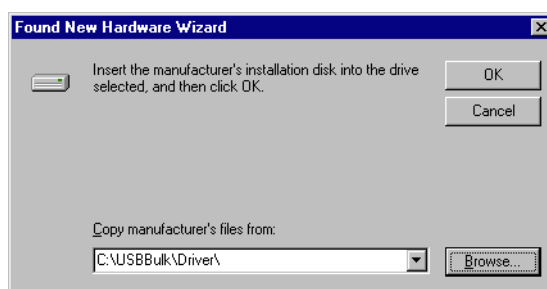 Found New Hardware Wizard
Insert the manufacturer's installation disk into the drive
selected, and then click OK.
OK
Cancel
Copy manufacturer's files from:
C:\USBBulk\Driver\
Browse...